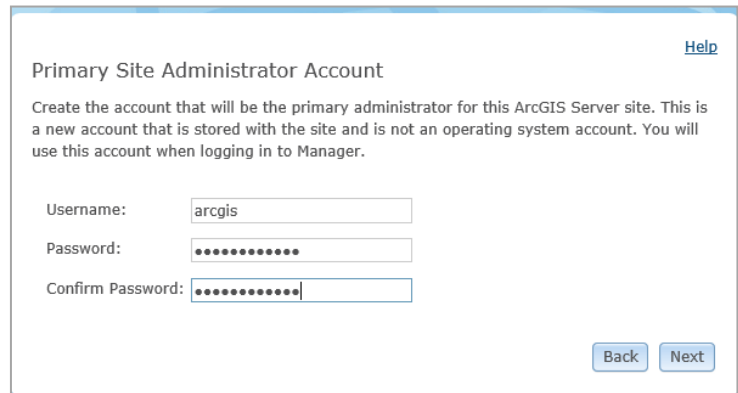 Help
Primary Site Administrator Account
Create the account that will be the primary administrator for this ArcGIS Server site. This is
a new account that is stored with the site and is not an operating system account. You will
use this account when logging in to Manager.
Username: arcgis
Password: ●●●●●●●●●●●●
Confirm Password: ●●●●●●●●●●●●
Back Next